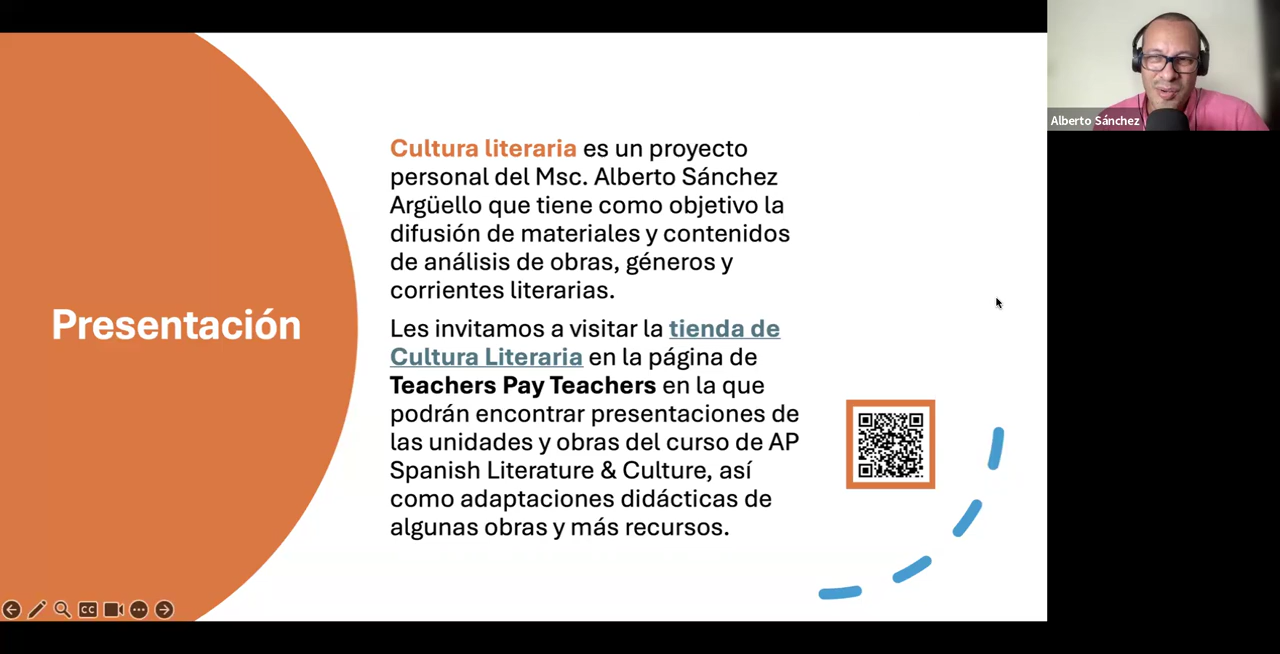 Presentación
Cultura literaria es un proyecto
personal del Msc. Alberto Sánchez
Argüello que tiene como objetivo la
difusión de materiales y contenidos
de análisis de obras, géneros y
corrientes literarias.
Les invitamos a visitar la tienda de
Cultura Literaria en la página de
Teachers Pay Teachers en la que
podrán encontrar presentaciones de
las unidades y obras del curso de AP
Spanish Literature & Culture, así
como adaptaciones didácticas de
algunas obras y más recursos.
Alberto Sánchez
CC